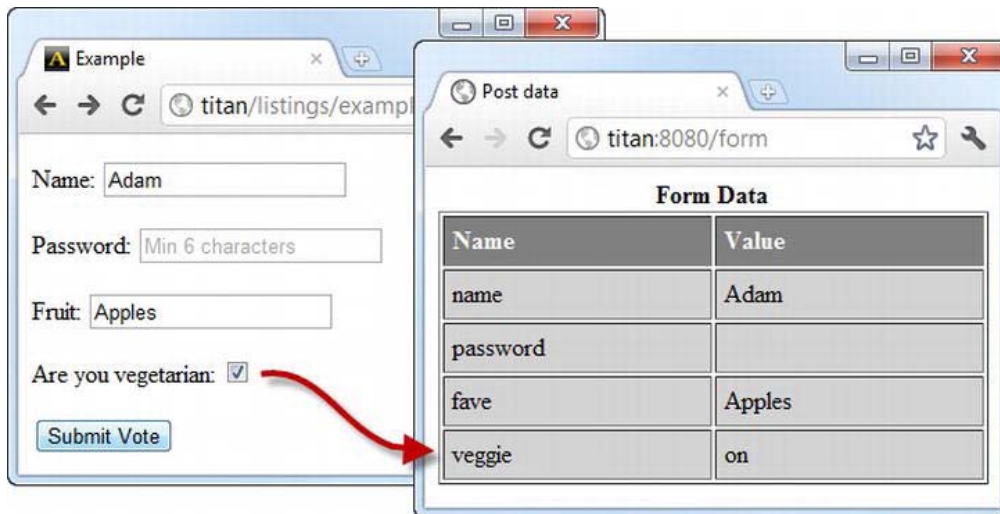 Example
titan/listings/exampl
Name: Adam
Password: Min 6 characters
Fruit: Apples
Are you vegetarian:
Submit Vote
Post data
titan:8080/form
Form Data
Name Value
name Adam
password
fave Apples
veggie on